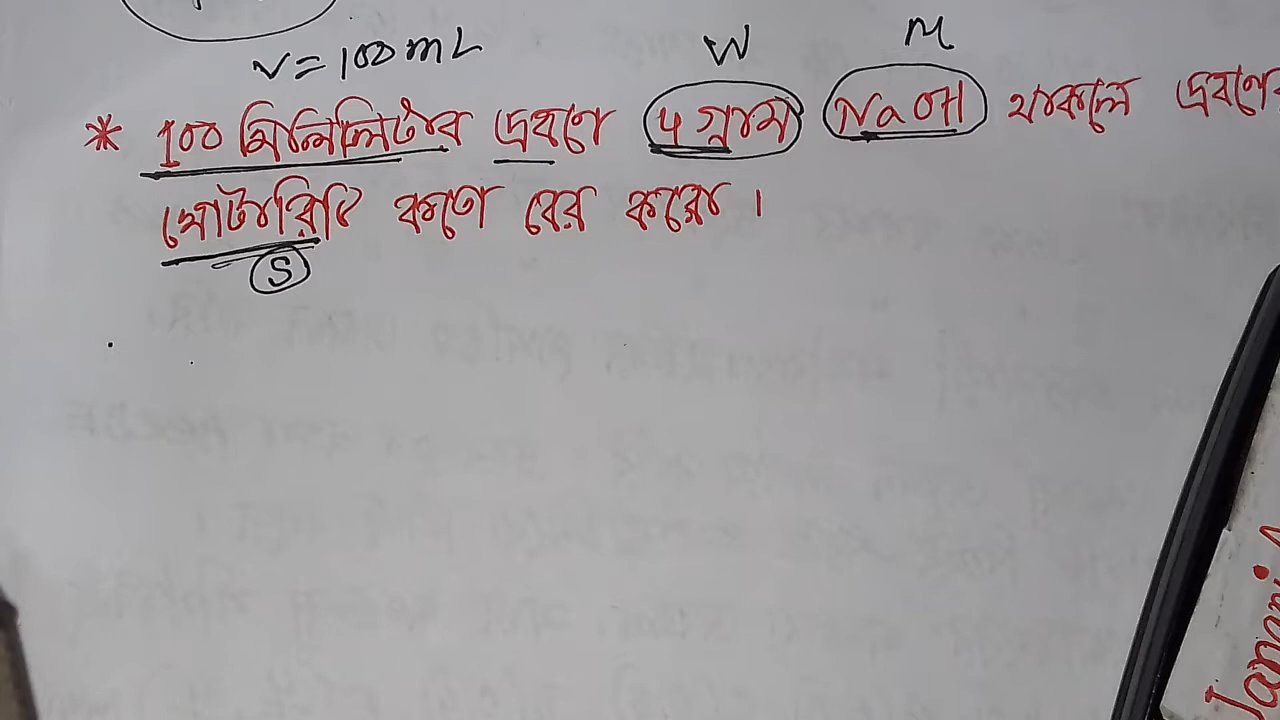 V = 100 mL W M
* 100 মিলিলিটার দ্রবণে 4 গ্রাম NaOH থাকলে দ্রবণের
মোলারিটি কতো বের করো।
S